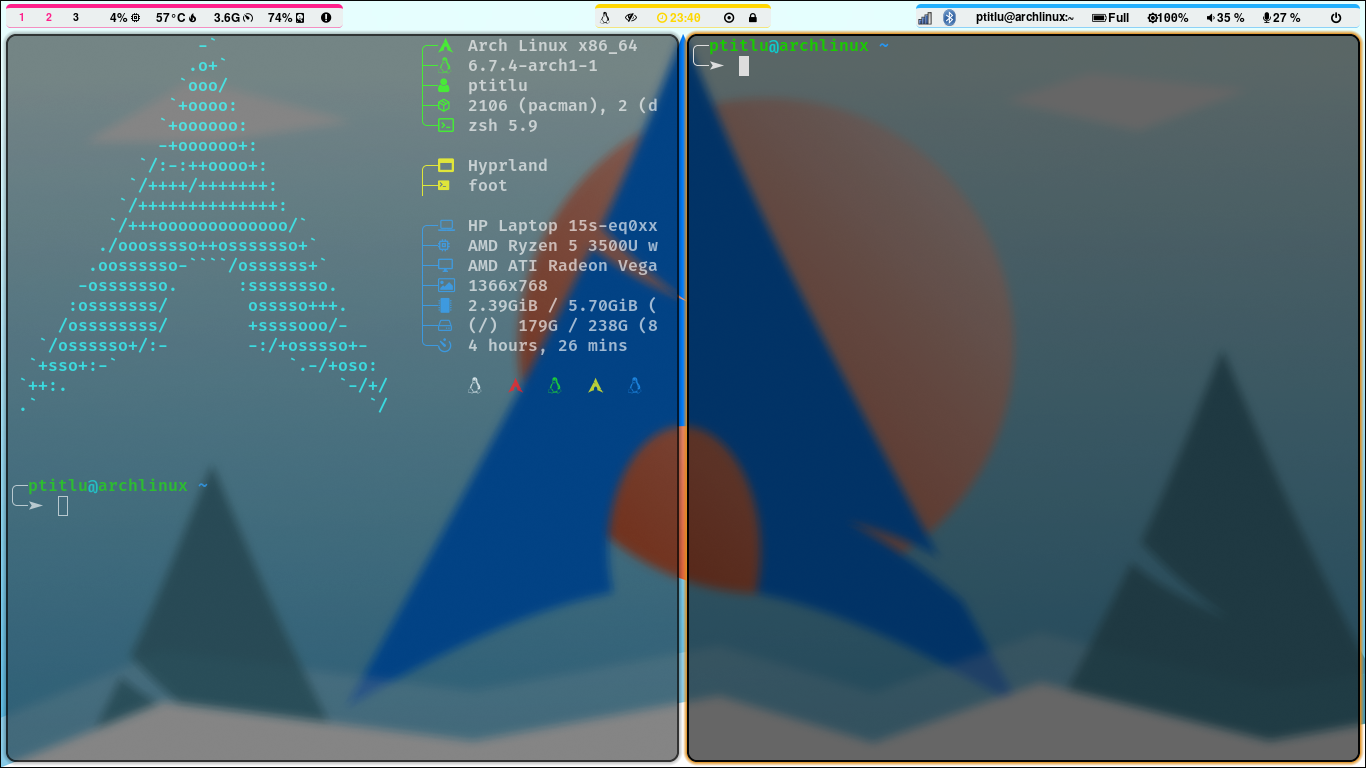 1 2 3 4% 57°C 3.6G 74%
23:40
ptitlu@archlinux:~ Full 100% 35 % 27 %
-`
.o+`
`ooo/
`+oooo:
`+oooooo:
-+oooooo+:
`/:-:++oooo+:
`/++++/+++++++:
`/++++++++++++++:
`/+++ooooooooooooo/`
./ooosssso++osssssso+`
.oossssso-````/ossssss+`
-osssssso.      :ssssssso.
:osssssss/        osssso+++.
/ossssssss/        +ssssooo/-
`/ossssso+/:-        -:/+osssso+-
`+sso+:-`                 `.-/+oso:
`++:.                           `-/+/
.`                                 `/
Arch Linux x86_64
6.7.4-arch1-1
ptitlu
2106 (pacman), 2 (d
zsh 5.9
Hyprland
foot
HP Laptop 15s-eq0xx
AMD Ryzen 5 3500U w
AMD ATI Radeon Vega
1366x768
2.39GiB / 5.70GiB (
(/)  179G / 238G (8
4 hours, 26 mins
ptitlu@archlinux ~
ptitlu@archlinux ~